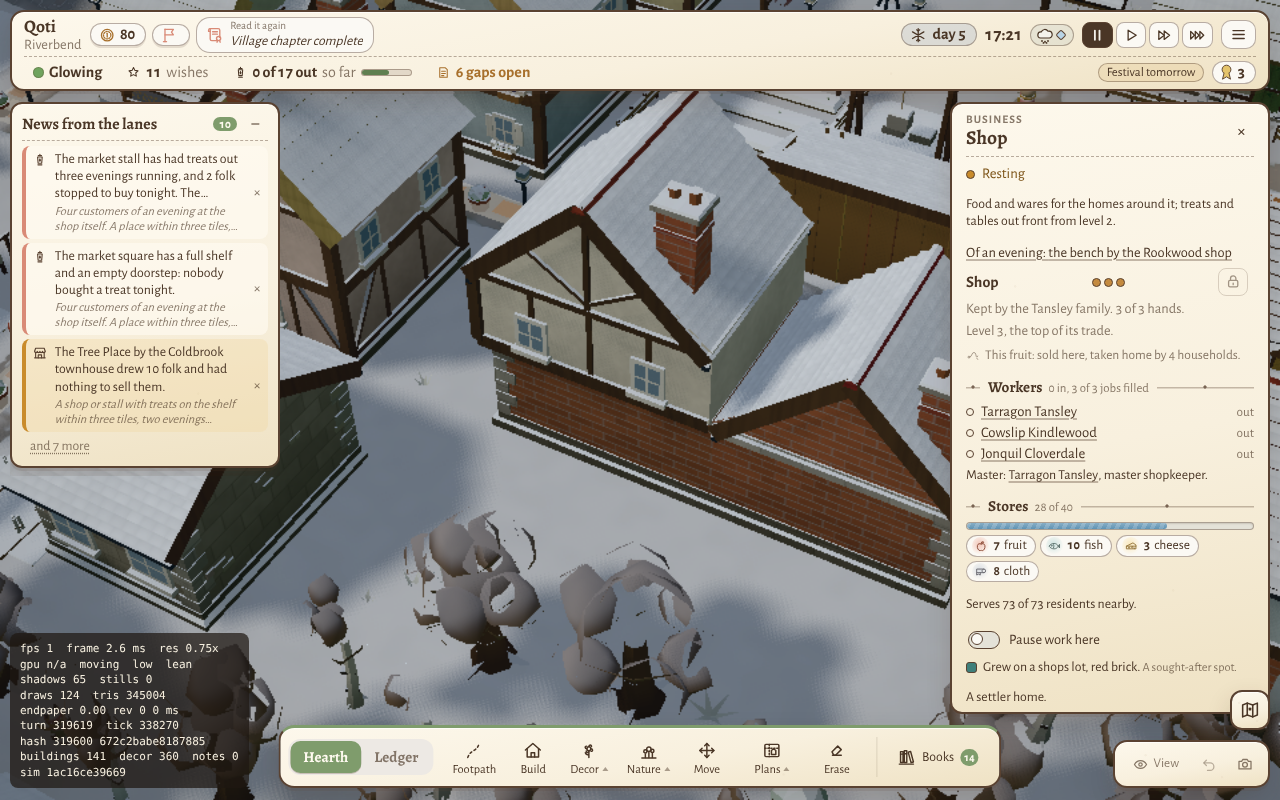 Qoti
Riverbend
80
Read it again
Village chapter complete
day 5
17:21
Glowing
11 wishes
0 of 17 out so far
6 gaps open
Festival tomorrow
3
News from the lanes
10
The market stall has had treats out
three evenings running, and 2 folk
stopped to buy tonight. The...
Four customers of an evening at the
shop itself. A place within three tiles,...
The market square has a full shelf
and an empty doorstep: nobody
bought a treat tonight.
Four customers of an evening at the
shop itself. A place within three tiles,...
The Tree Place by the Coldbrook
townhouse drew 10 folk and had
nothing to sell them.
A shop or stall with treats on the shelf
within three tiles, two evenings...
and 7 more
BUSINESS
Shop
Resting
Food and wares for the homes around it; treats and
tables out front from level 2.
Of an evening: the bench by the Rookwood shop
Shop
Kept by the Tansley family. 3 of 3 hands.
Level 3, the top of its trade.
This fruit: sold here, taken home by 4 households.
Workers 0 in, 3 of 3 jobs filled
Tarragon Tansley out
Cowslip Kindlewood out
Jonquil Cloverdale out
Master: Tarragon Tansley, master shopkeeper.
Stores 28 of 40
7 fruit
10 fish
3 cheese
8 cloth
Serves 73 of 73 residents nearby.
Pause work here
Grew on a shops lot, red brick. A sought-after spot.
A settler home.
fps 1 frame 2.6 ms res 0.75x
gpu n/a moving low lean
shadows 65 stills 0
draws 124 tris 345004
endpaper 0.00 rev 0 0 ms
turn 319619 tick 338270
hash 319600 672c2babe8187885
buildings 141 decor 360 notes 0
sim 1ac16ce39669
Hearth
Ledger
Footpath
Build
Decor
Nature
Move
Plans
Erase
Books 14
View